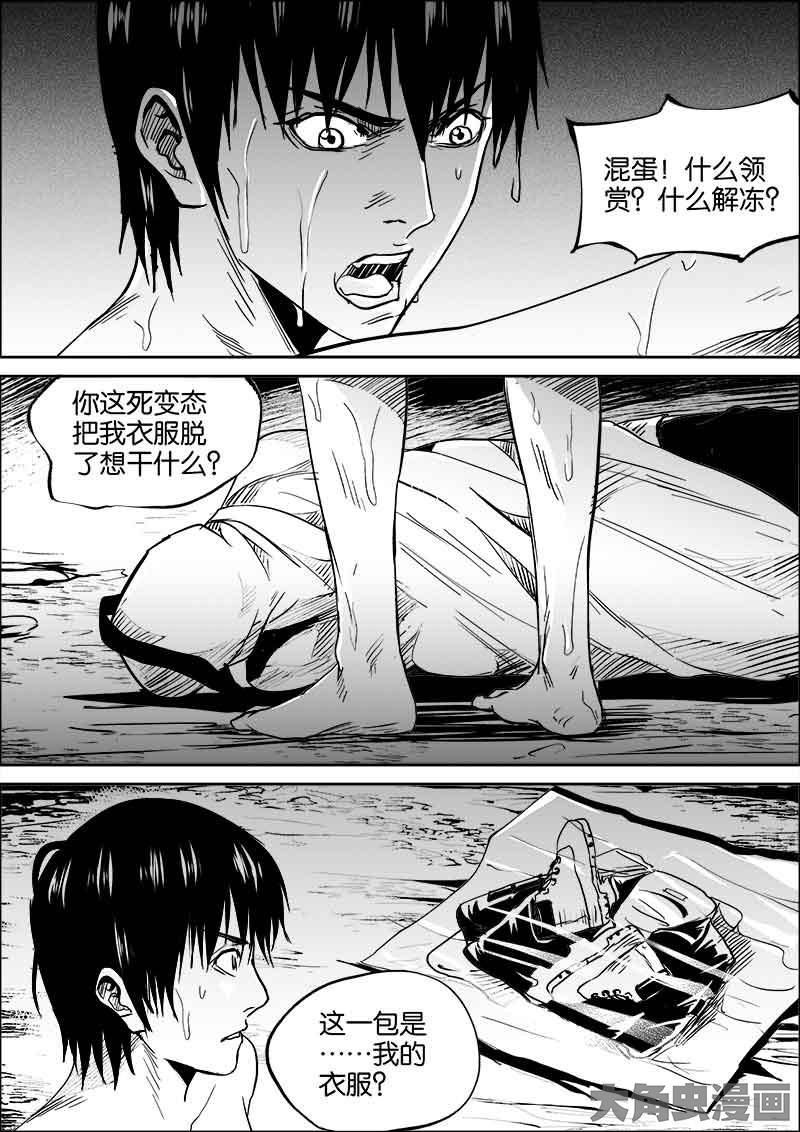 混蛋！什么领
赏？什么解冻？
你这死变态
把我衣服脱
了想干什么？
这一包是
……我的
衣服？
大角虫漫画